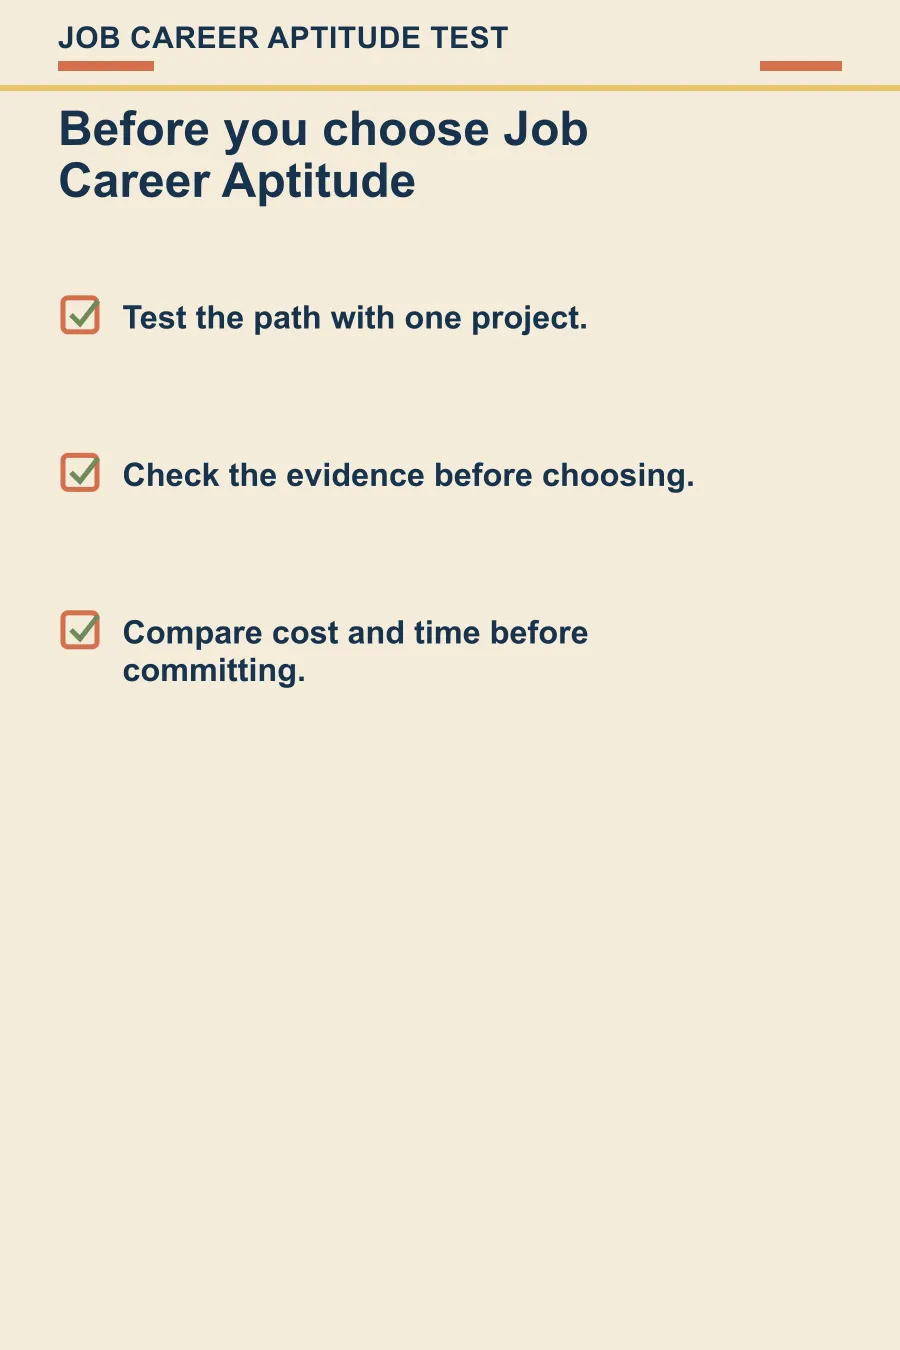 JOB CAREER APTITUDE TEST
Before you choose Job
Career Aptitude
Test the path with one project.
Check the evidence before choosing.
Compare cost and time before
committing.